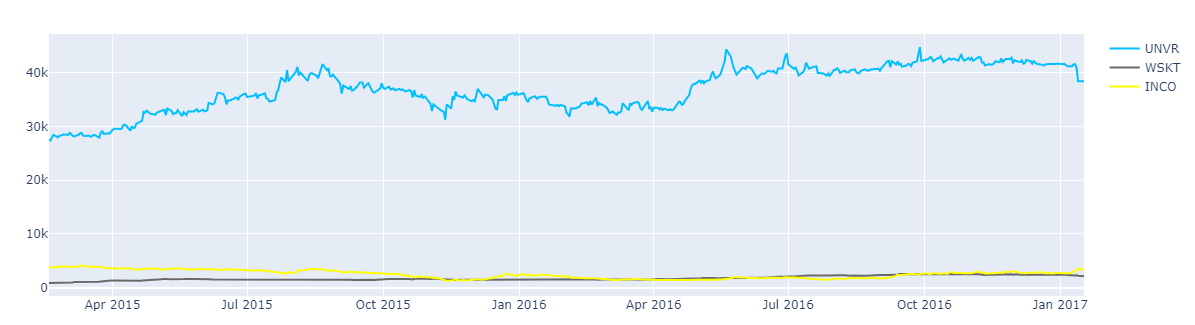 UNVR
WSKT
INCO
40k
30k
20k
10k
0
Apr 2015
Jul 2015
Oct 2015
Jan 2016
Apr 2016
Jul 2016
Oct 2016
Jan 2017